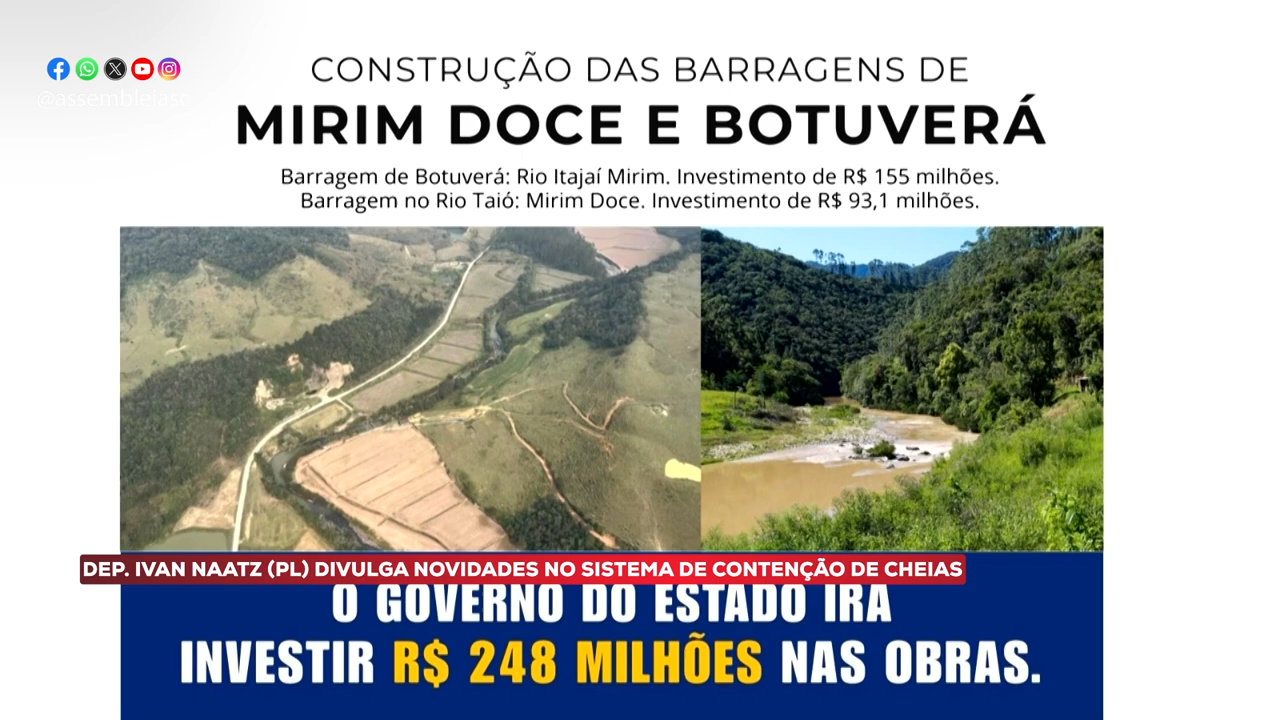 @assembleiasc
CONSTRUÇÃO DAS BARRAGENS DE
MIRIM DOCE E BOTUVERÁ
Barragem de Botuverá: Rio Itajaí Mirim. Investimento de R$ 155 milhões.
Barragem no Rio Taió: Mirim Doce. Investimento de R$ 93,1 milhões.
DEP. IVAN NAATZ (PL) DIVULGA NOVIDADES NO SISTEMA DE CONTENÇÃO DE CHEIAS
O GOVERNO DO ESTADO IRÁ
INVESTIR R$ 248 MILHÕES NAS OBRAS.